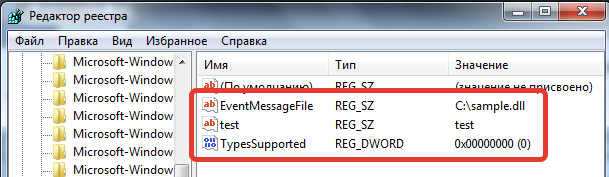 Редактор реестра
Файл Правка Вид Избранное Справка
Microsoft-Window
Microsoft-Window
Microsoft-Window
Microsoft-Window
Microsoft-Window
Microsoft-Window
Имя Тип Значение
(По умолчанию) REG_SZ (значение не присвоено)
EventMessageFile REG_SZ C:\sample.dll
test REG_SZ test
TypesSupported REG_DWORD 0x00000000 (0)